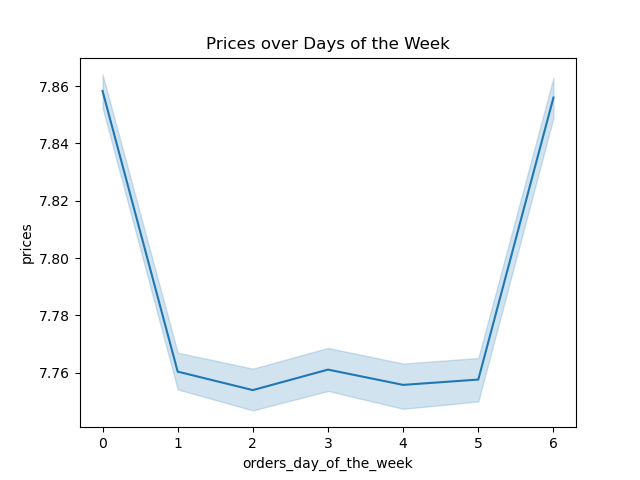 Prices over Days of the Week
7.86
7.84
7.82
7.80
7.78
7.76
prices
0 1 2 3 4 5 6
orders_day_of_the_week